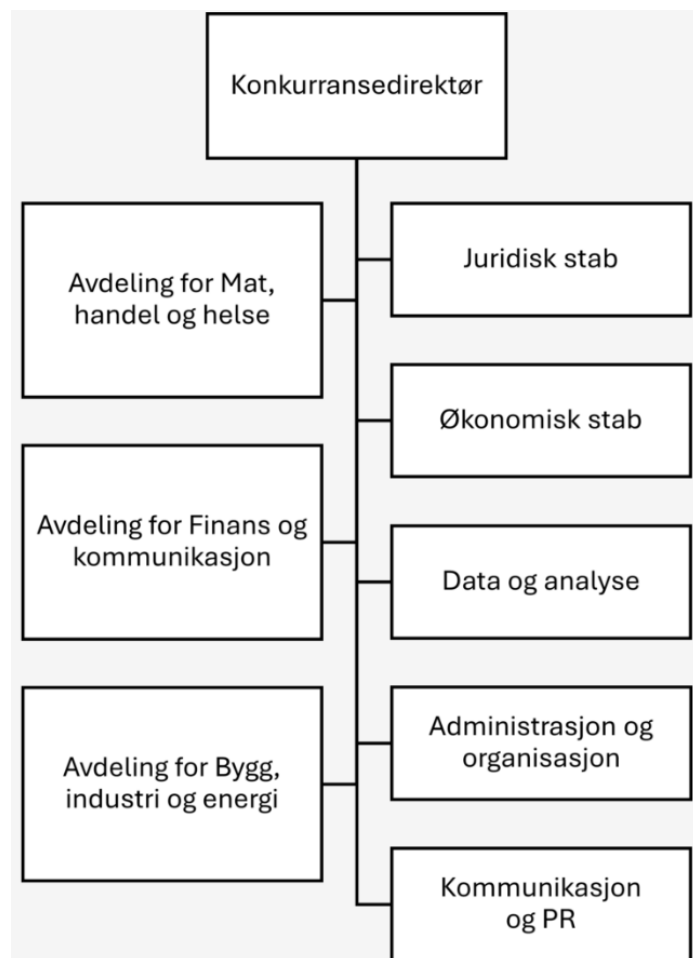 Konkurransedirektør
Avdeling for Mat,
handel og helse
Juridisk stab
Økonomisk stab
Avdeling for Finans og
kommunikasjon
Data og analyse
Avdeling for Bygg,
industri og energi
Administrasjon og
organisasjon
Kommunikasjon
og PR